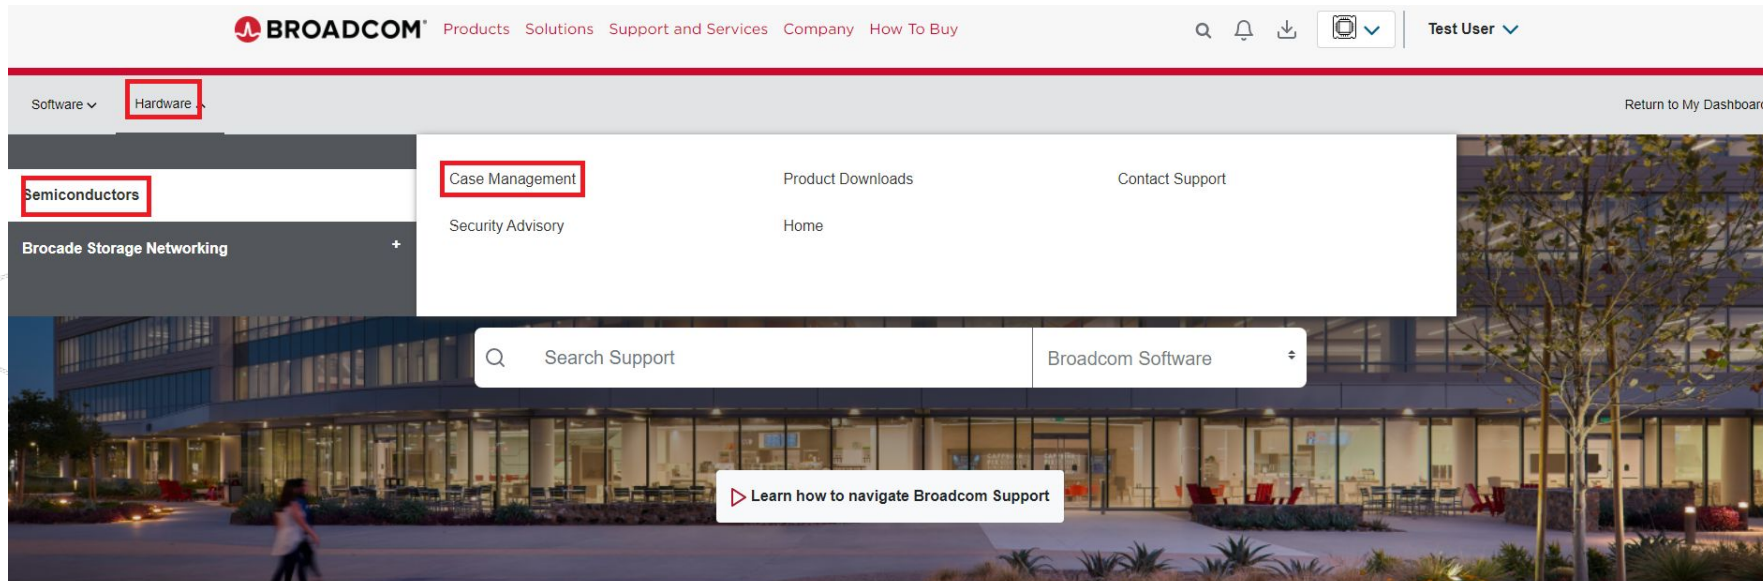 BROADCOM® Products Solutions Support and Services Company How To Buy Test User
Software Hardware Return to My Dashboard
Semiconductors
Case Management Product Downloads Contact Support
Security Advisory Home
Brocade Storage Networking +
Search Support Broadcom Software
Learn how to navigate Broadcom Support